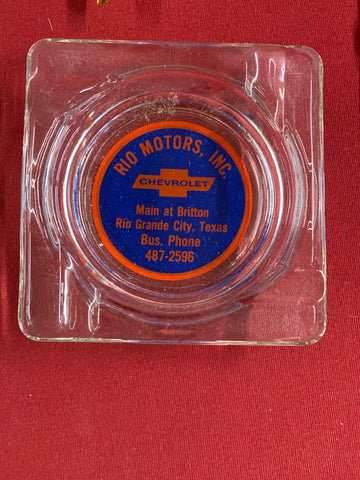 RIO MOTORS, INC.
CHEVROLET
Main at Britton
Rio Grande City, Texas
Bus. Phone
487-2596